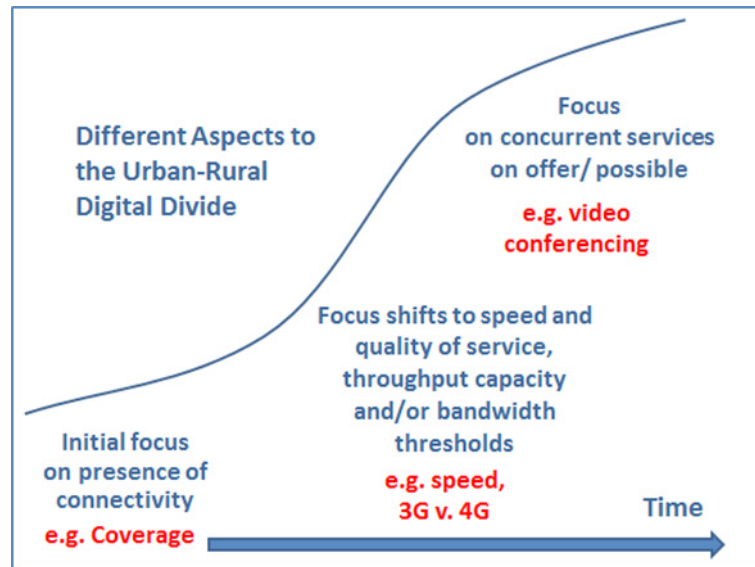 Different Aspects to
the Urban-Rural
Digital Divide
Focus
on concurrent services
on offer/ possible
e.g. video
conferencing
Focus shifts to speed and
quality of service,
throughput capacity
and/or bandwidth
thresholds
e.g. speed,
3G v. 4G
Initial focus
on presence of
connectivity
e.g. Coverage
Time